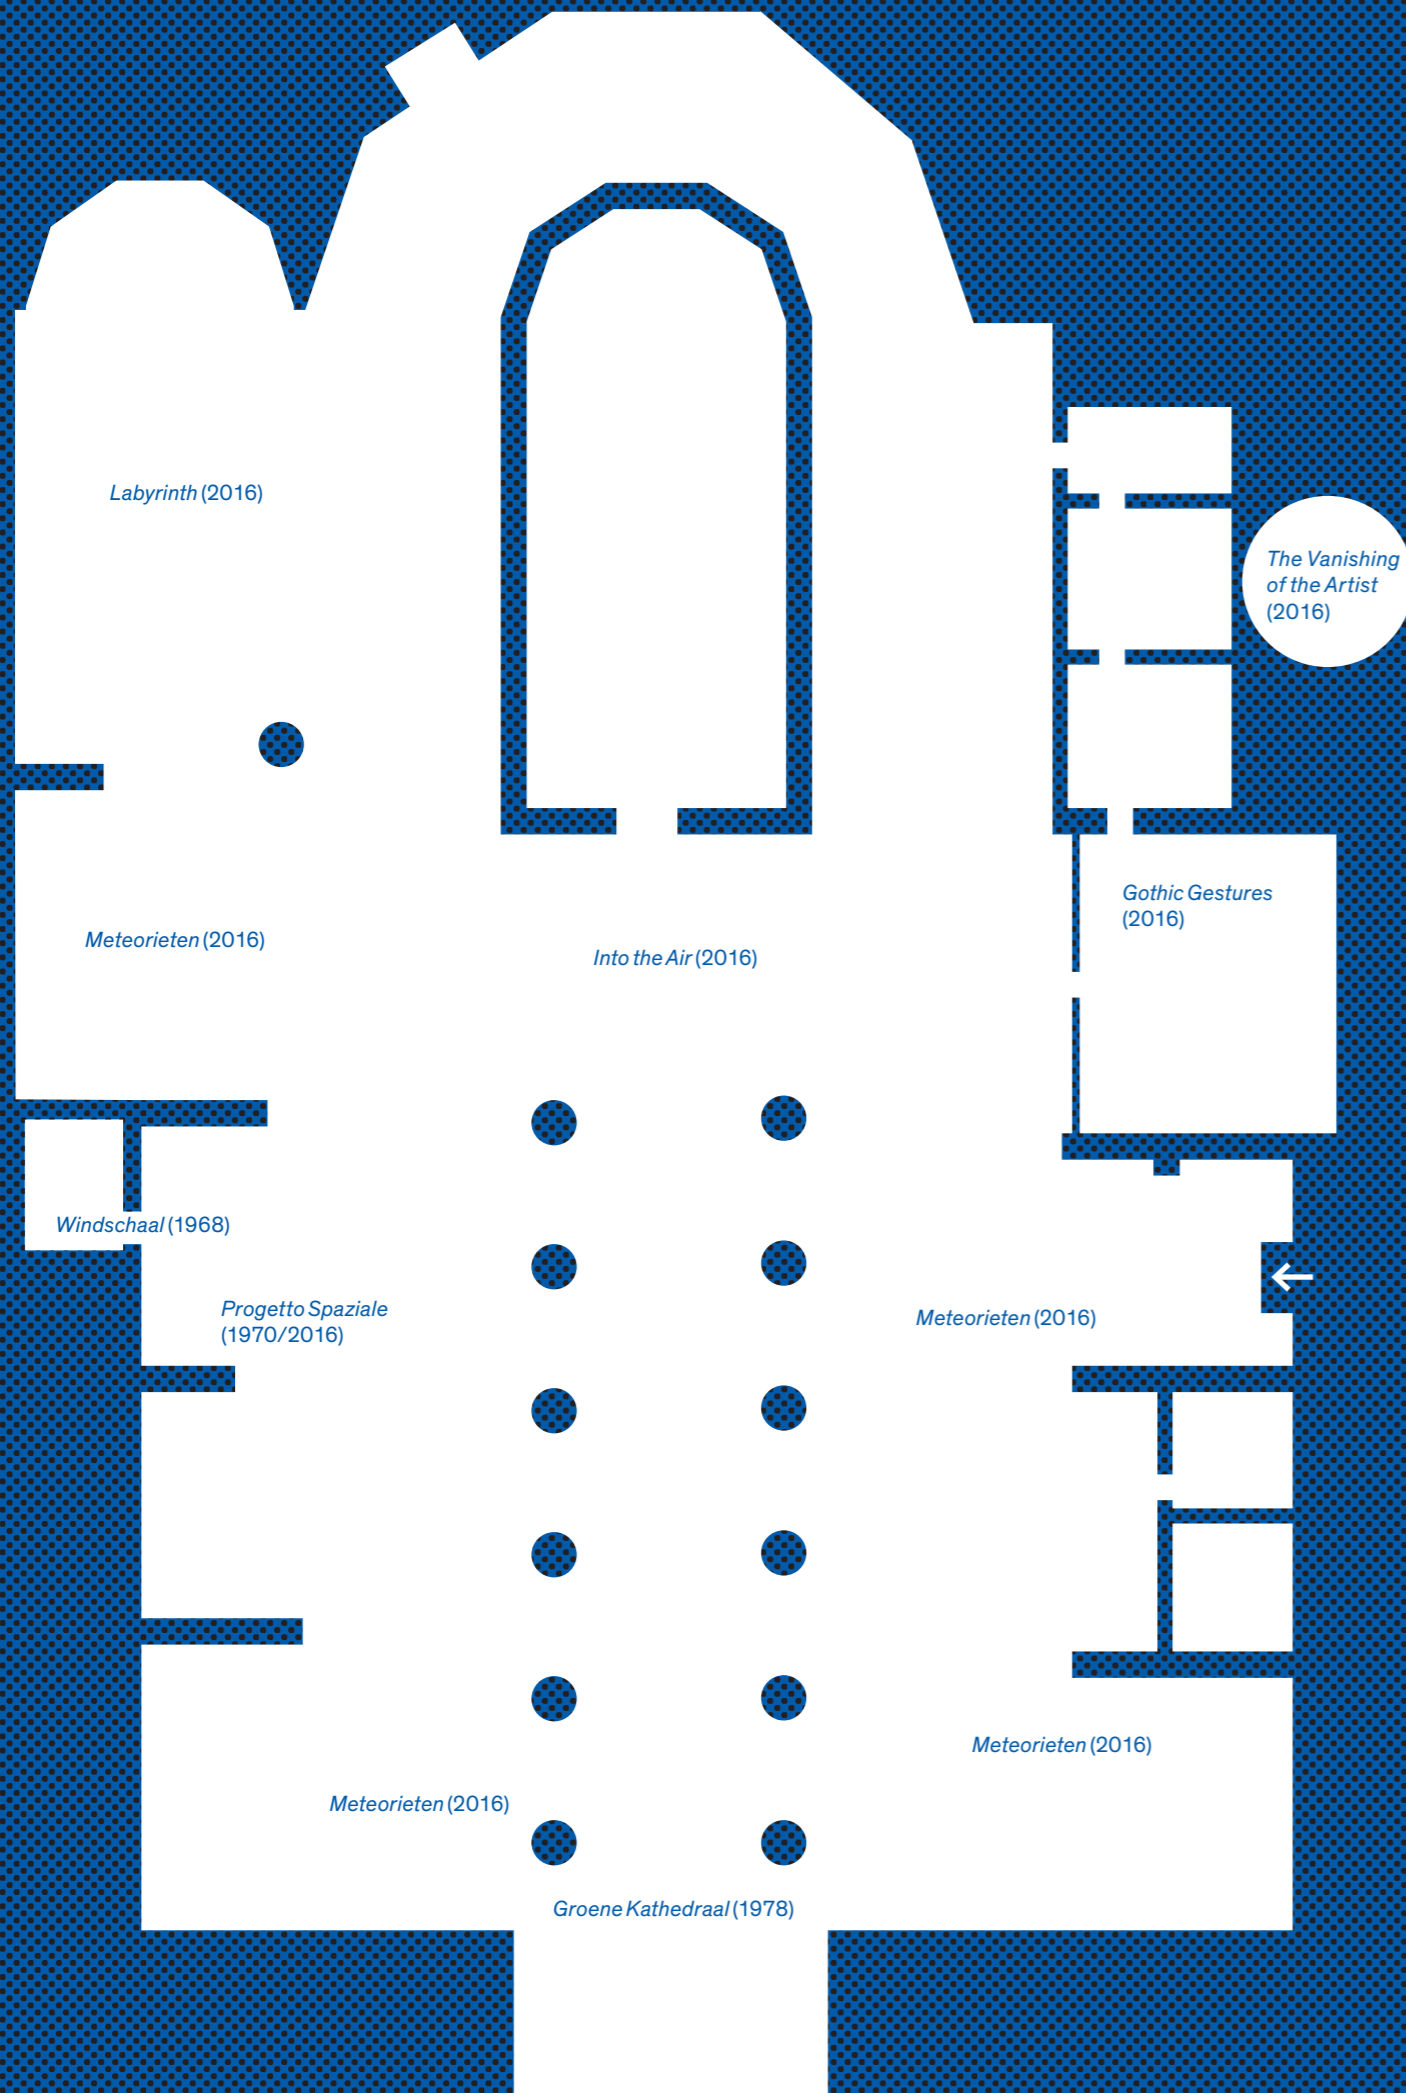 Labyrinth (2016)
The Vanishing
of the Artist
(2016)
Gothic Gestures
(2016)
Meteorieten (2016)
Into the Air (2016)
Windschaal (1968)
Progetto Spaziale
(1970/2016)
Meteorieten (2016)
Meteorieten (2016)
Meteorieten (2016)
Groene Kathedraal (1978)